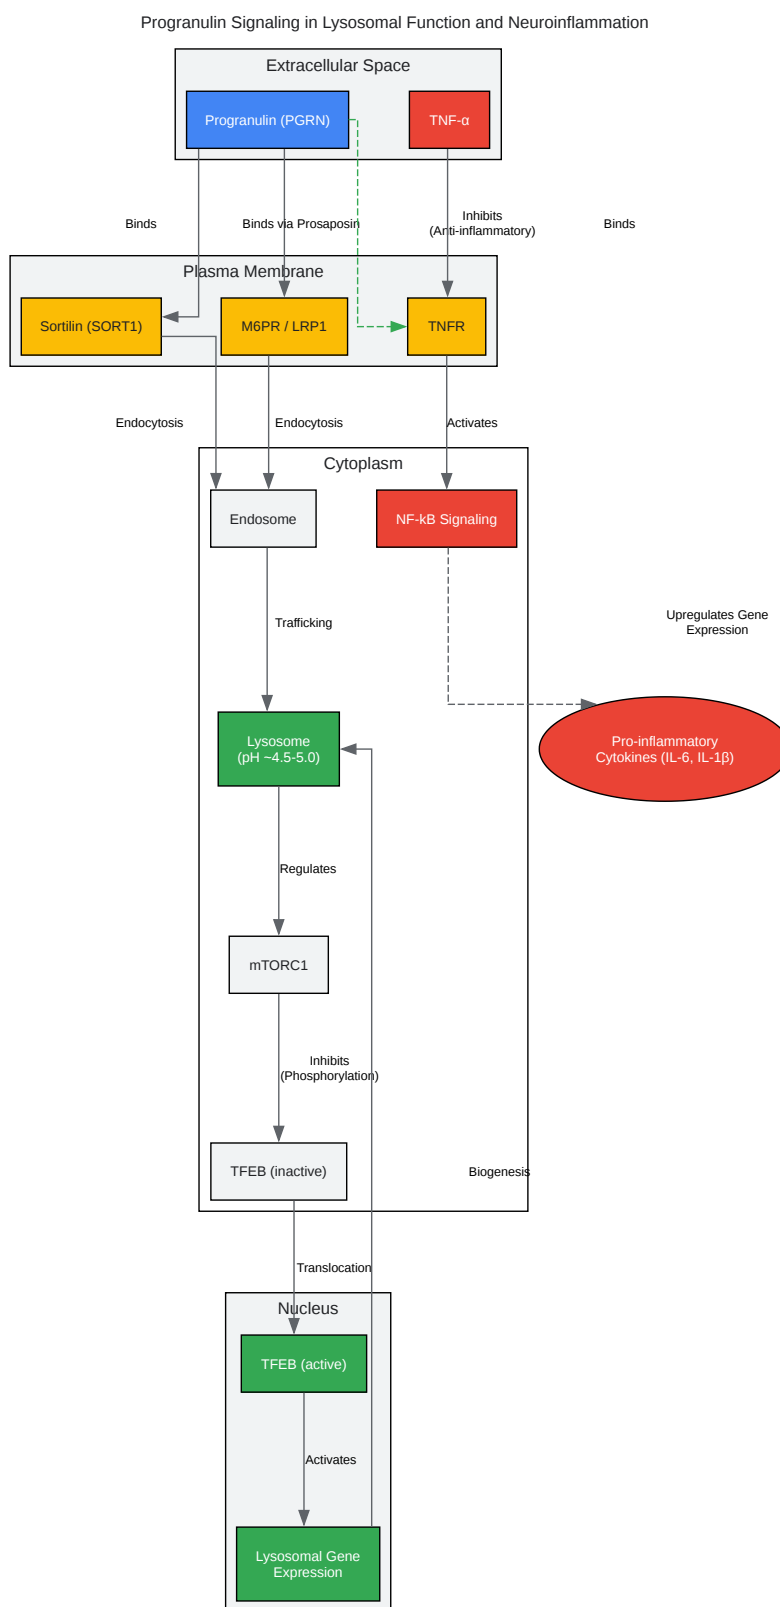 Progranulin Signaling in Lysosomal Function and Neuroinflammation
Extracellular Space
Progranulin (PGRN)
TNF-α
Binds
Binds via Prosaposin
Inhibits
(Anti-inflammatory)
Binds
Plasma Membrane
Sortilin (SORT1)
M6PR / LRP1
TNFR
Endocytosis
Endocytosis
Activates
Cytoplasm
Endosome
NF-kB Signaling
Trafficking
Upregulates Gene
Expression
Lysosome
(pH ~4.5-5.0)
Pro-inflammatory
Cytokines (IL-6, IL-1β)
Regulates
mTORC1
Inhibits
(Phosphorylation)
TFEB (inactive)
Biogenesis
Translocation
Nucleus
TFEB (active)
Activates
Lysosomal Gene
Expression